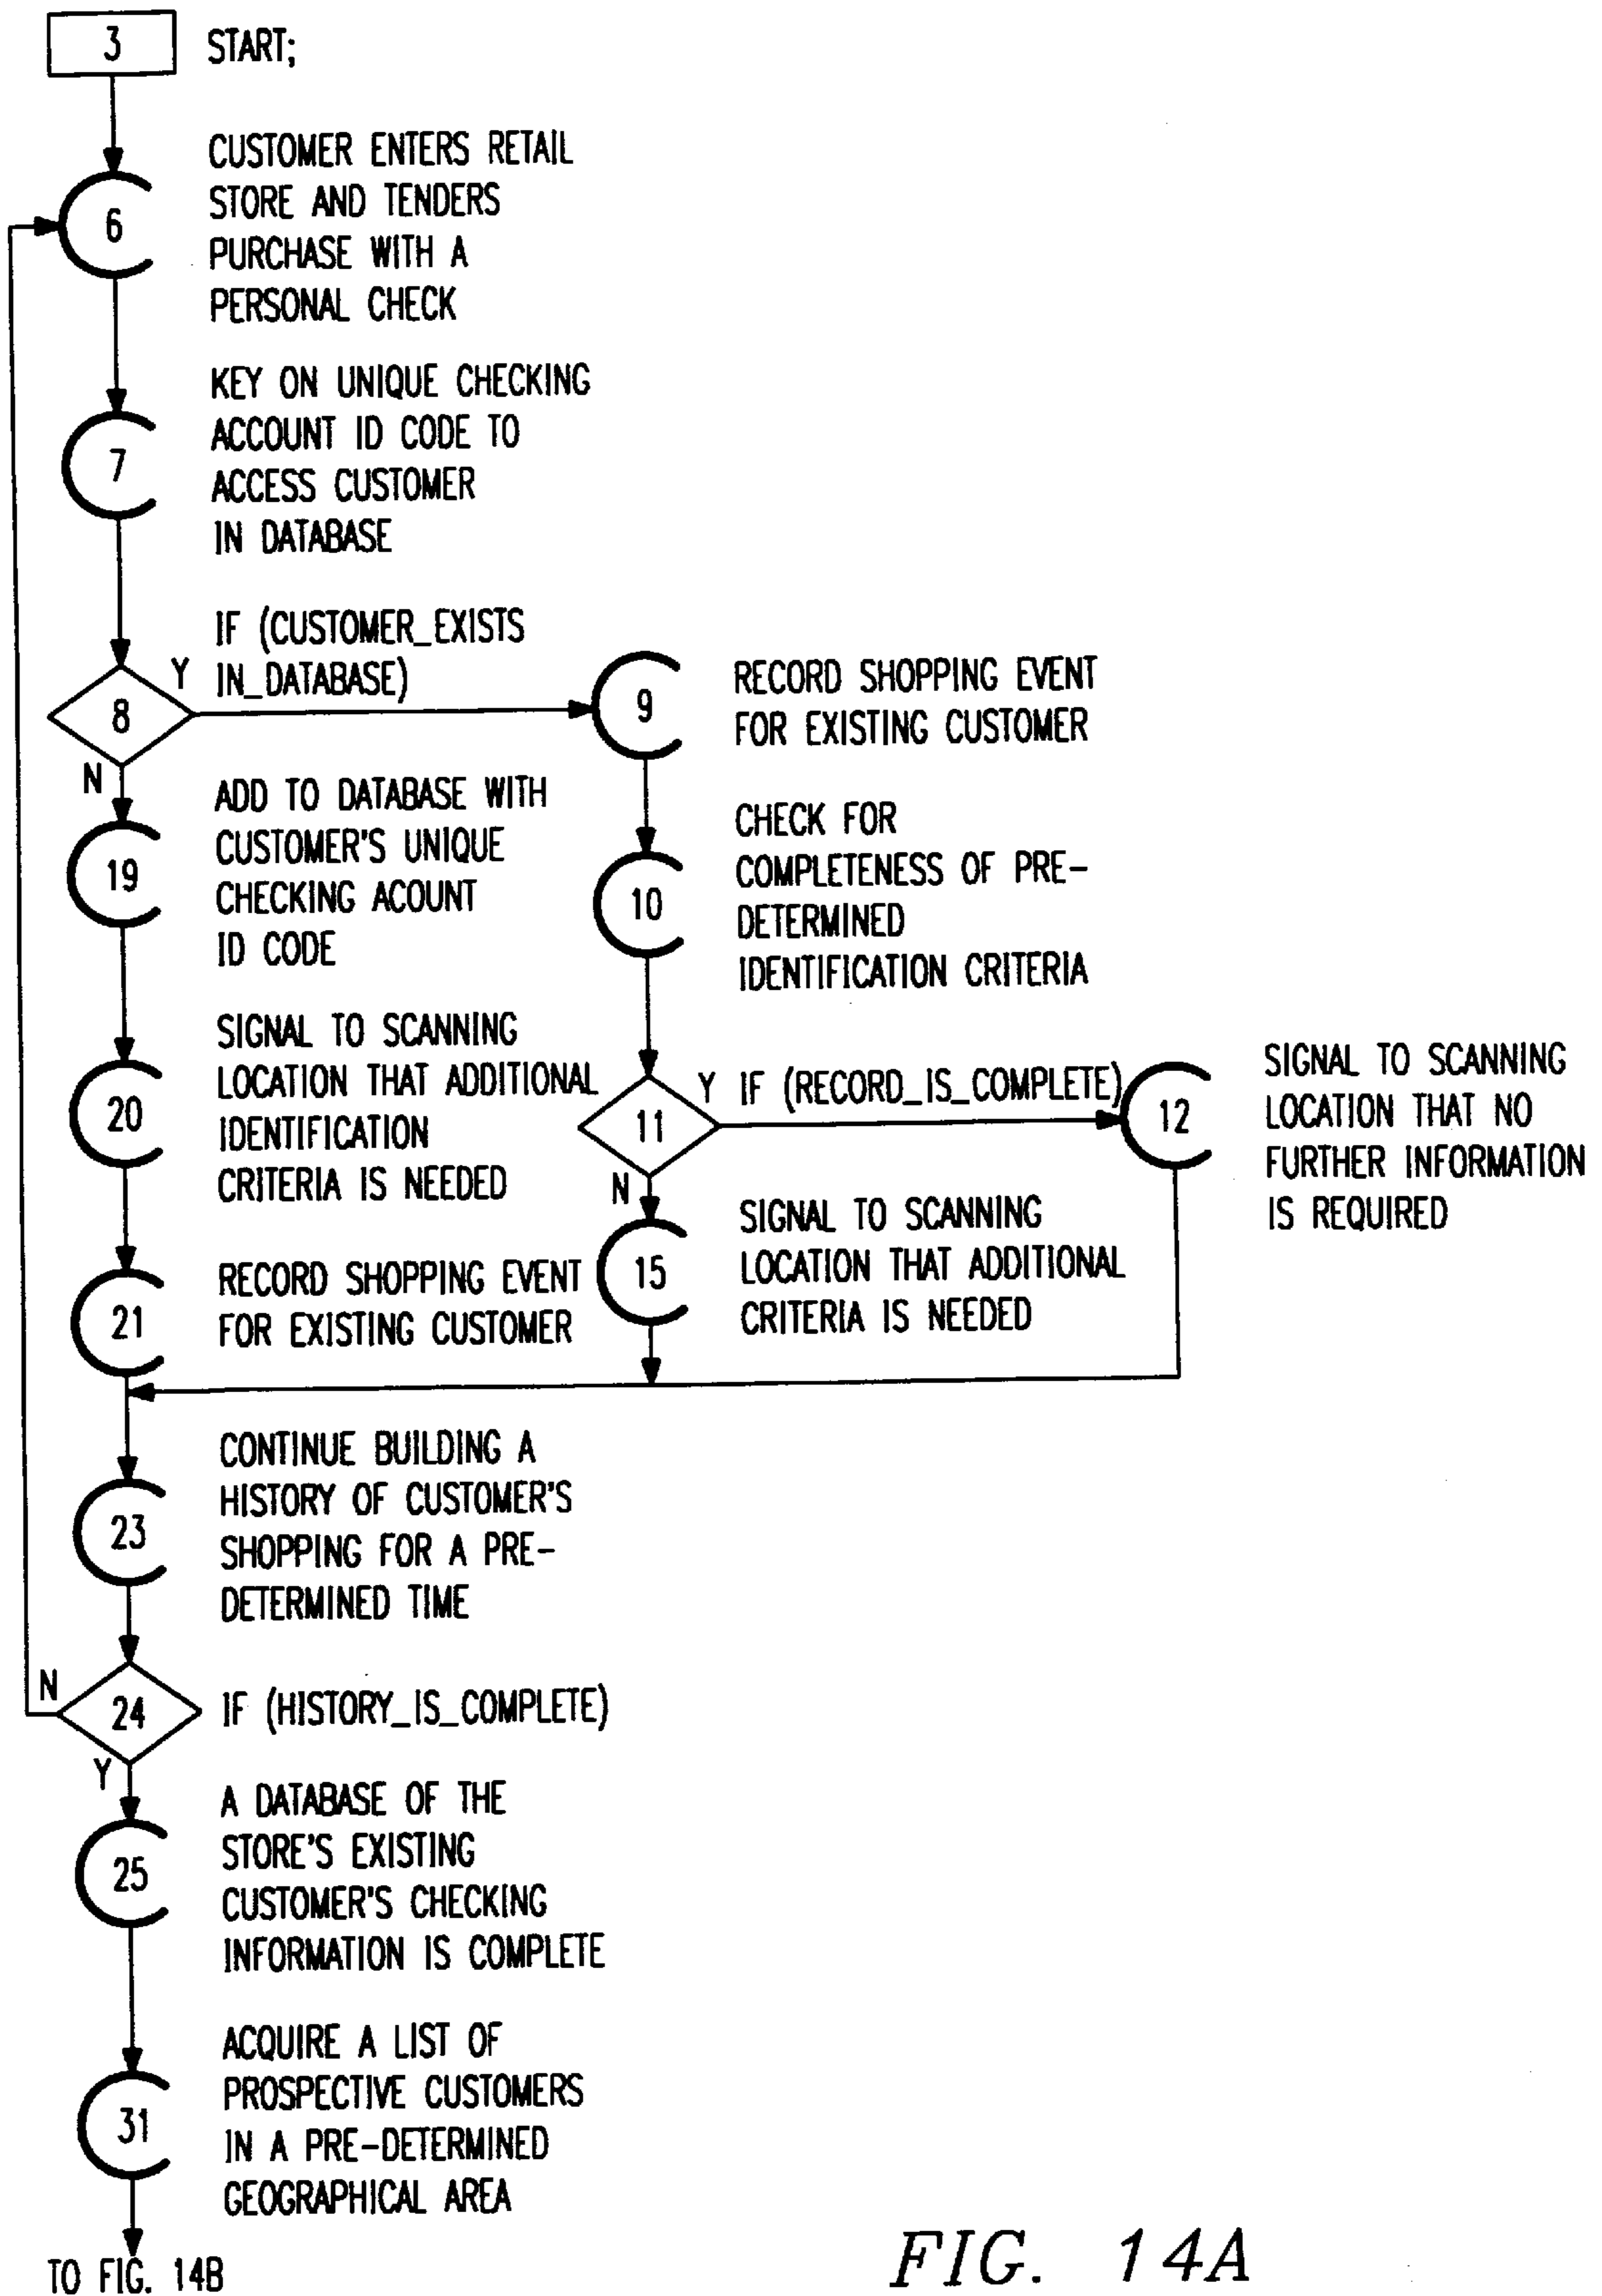 3 START;
CUSTOMER ENTERS RETAIL
STORE AND TENDERS
6
PURCHASE WITH A
PERSONAL CHECK
KEY ON UNIQUE CHECKING
ACCOUNT ID CODE TO
7
ACCESS CUSTOMER
IN DATABASE
IF (CUSTOMER_EXISTS
IN_DATABASE)
Y
8
N
9
RECORD SHOPPING EVENT
FOR EXISTING CUSTOMER
ADD TO DATABASE WITH
CUSTOMER'S UNIQUE
19
CHECKING ACOUNT
ID CODE
CHECK FOR
COMPLETENESS OF PRE-
10
DETERMINED
IDENTIFICATION CRITERIA
SIGNAL TO SCANNING
LOCATION THAT ADDITIONAL
20
IDENTIFICATION
CRITERIA IS NEEDED
Y IF (RECORD_IS_COMPLETE)
11
N
12
SIGNAL TO SCANNING
LOCATION THAT NO
FURTHER INFORMATION
IS REQUIRED
21
RECORD SHOPPING EVENT
FOR EXISTING CUSTOMER
15
SIGNAL TO SCANNING
LOCATION THAT ADDITIONAL
CRITERIA IS NEEDED
CONTINUE BUILDING A
HISTORY OF CUSTOMER'S
23
SHOPPING FOR A PRE-
DETERMINED TIME
N
24 IF (HISTORY_IS_COMPLETE)
Y
A DATABASE OF THE
STORE'S EXISTING
25
CUSTOMER'S CHECKING
INFORMATION IS COMPLETE
ACQUIRE A LIST OF
PROSPECTIVE CUSTOMERS
31
IN A PRE-DETERMINED
GEOGRAPHICAL AREA
TO FIG. 14B
FIG. 14A